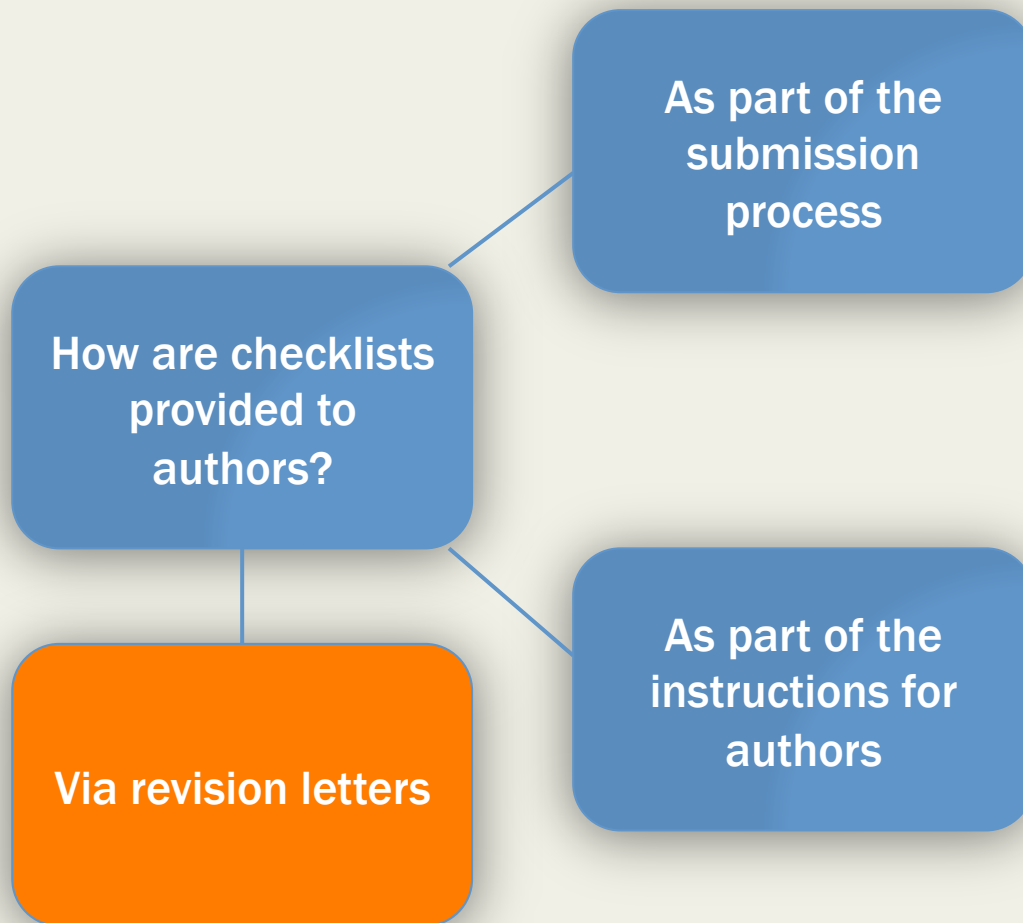 As part of the
submission
process
How are checklists
provided to
authors?
As part of the
instructions for
authors
Via revision letters